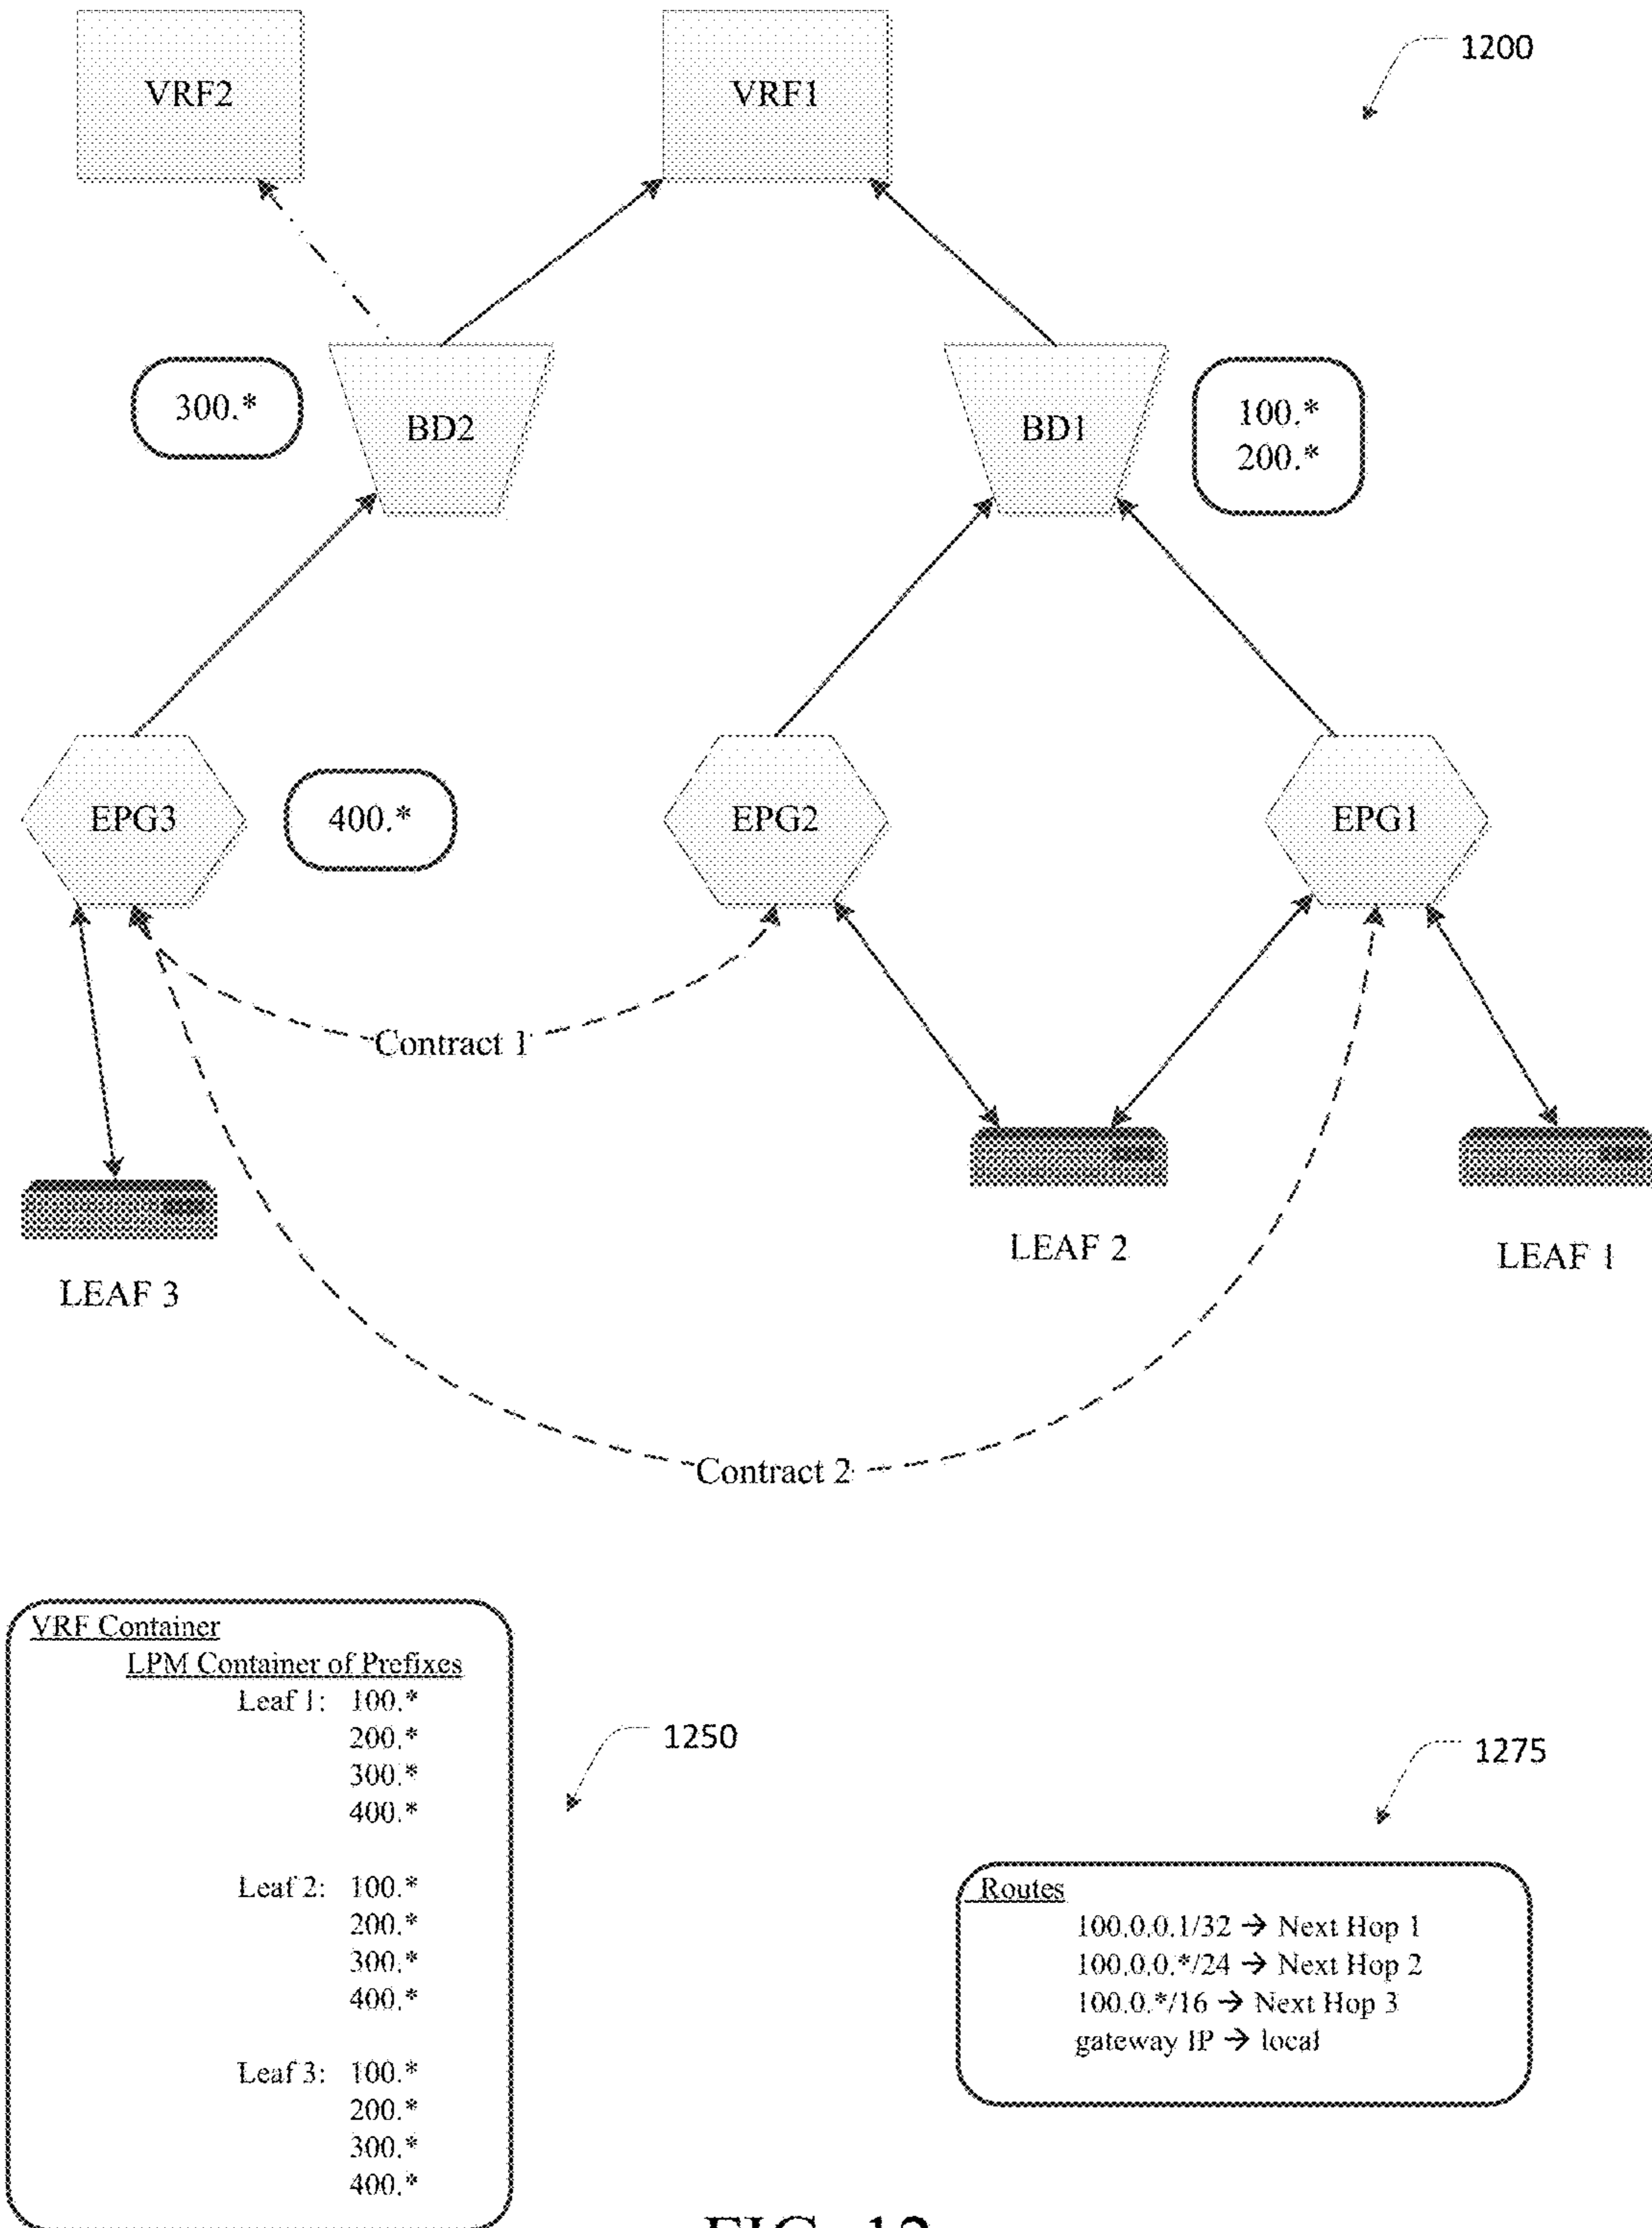 1200
VRF2
VRF1
300.*
BD2
BD1
100.*
200.*
EPG3
400.*
EPG2
EPG1
Contract 1
LEAF 3
LEAF 2
LEAF 1
Contract 2
VRF Container
LPM Container of Prefixes
Leaf 1: 100.*
200.*
300.*
400.*
Leaf 2: 100.*
200.*
300.*
400.*
Leaf 3: 100.*
200.*
300.*
400.*
1250
1275
Routes
100.0.0.1/32 → Next Hop 1
100.0.0.*/24 → Next Hop 2
100.0.*/16 → Next Hop 3
gateway IP → local